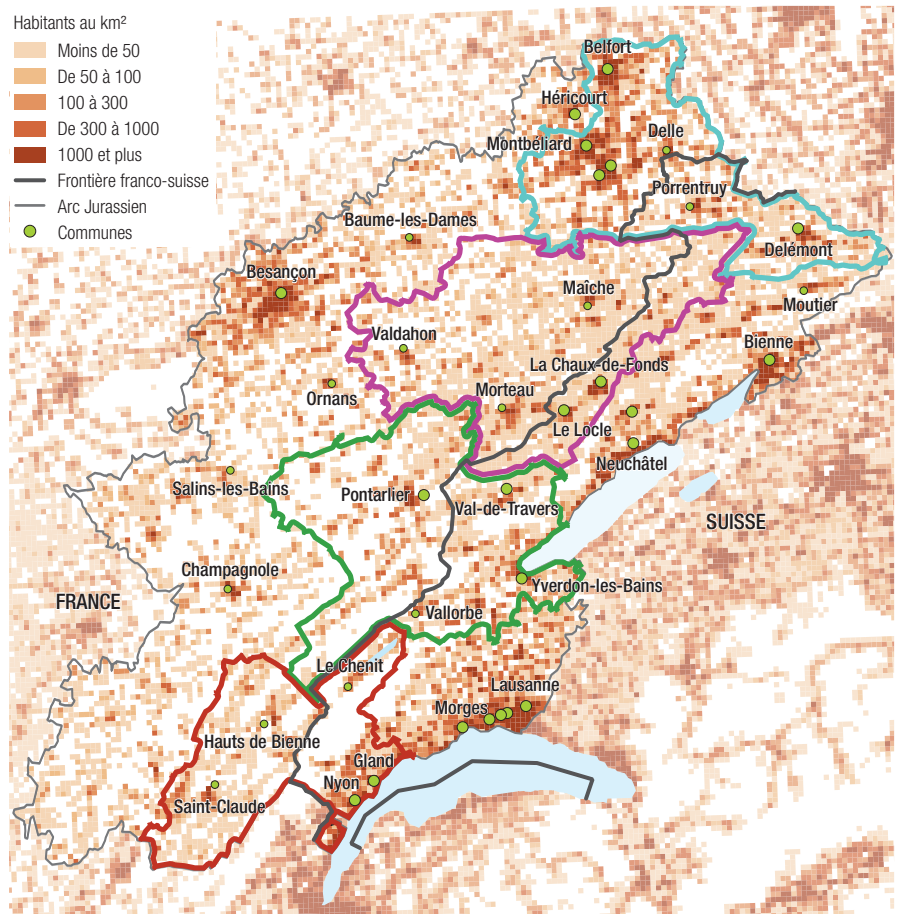 Habitants au km²
Moins de 50
De 50 à 100
100 à 300
De 300 à 1000
1000 et plus
Frontière franco-suisse
Arc Jurassien
Communes
Belfort
Héricourt
Montbéliard
Delle
Porrentruy
Baume-les-Dames
Delémont
Besançon
Maîche
Moutier
Valdahon
Bienne
La Chaux-de-Fonds
Ornans
Morteau
Le Locle
Neuchâtel
Salins-les-Bains
Pontarlier
Val-de-Travers
SUISSE
Champagnole
Yverdon-les-Bains
FRANCE
Vallorbe
Le Chenit
Lausanne
Morges
Hauts de Bienne
Gland
Nyon
Saint-Claude